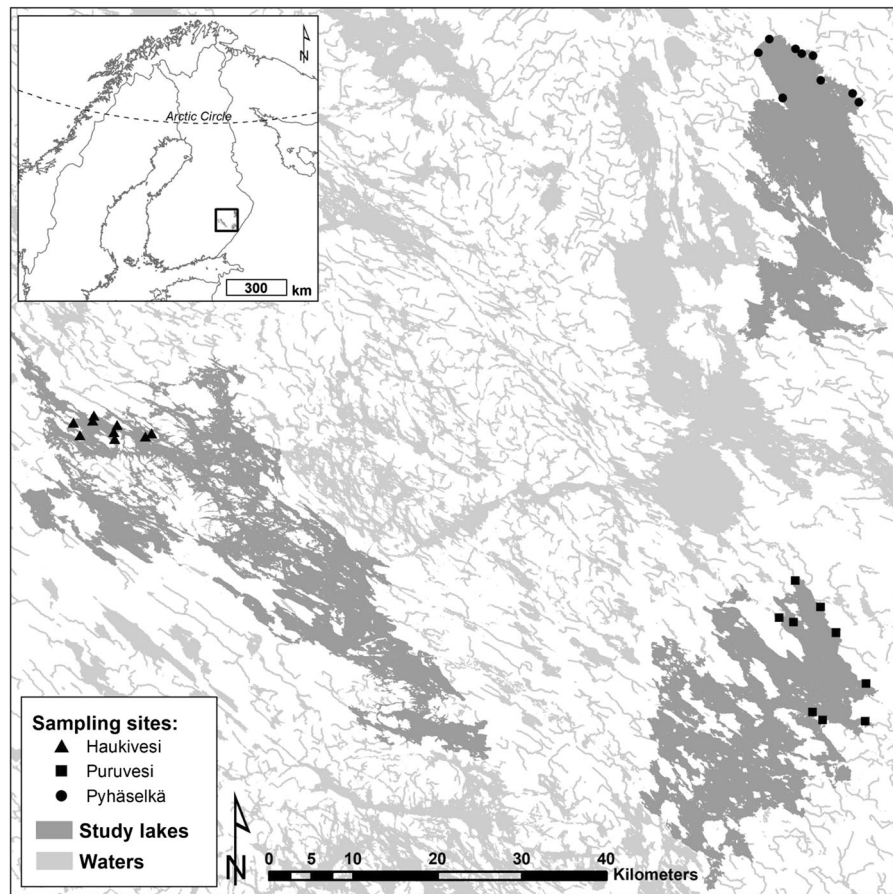 N
Arctic Circle
300 km
Sampling sites:
Haukivesi
Puruvesi
Pyhäselkä
Study lakes
Waters
N
0 5 10 20 30 40
Kilometers